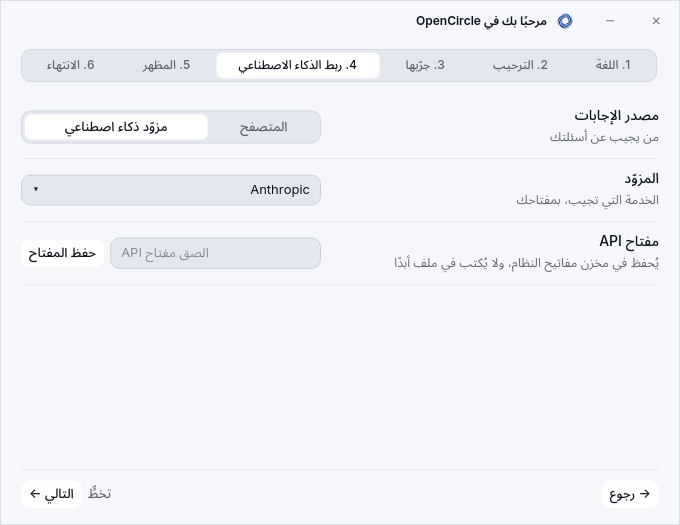 مرحبًا بك في OpenCircle
1. اللغة
2. الترحيب
3. جرّبها
4. ربط الذكاء الاصطناعي
5. المظهر
6. الانتهاء
مصدر الإجابات
من يجيب عن أسئلتك
المتصفح
مزوّد ذكاء اصطناعي
المزوّد
الخدمة التي تجيب، بمفتاحك
Anthropic
مفتاح API
يُحفظ في مخزن مفاتيح النظام، ولا يُكتب في ملف أبدًا
الصق مفتاح API
حفظ المفتاح
→ رجوع
تخطٍّ
التالي ←